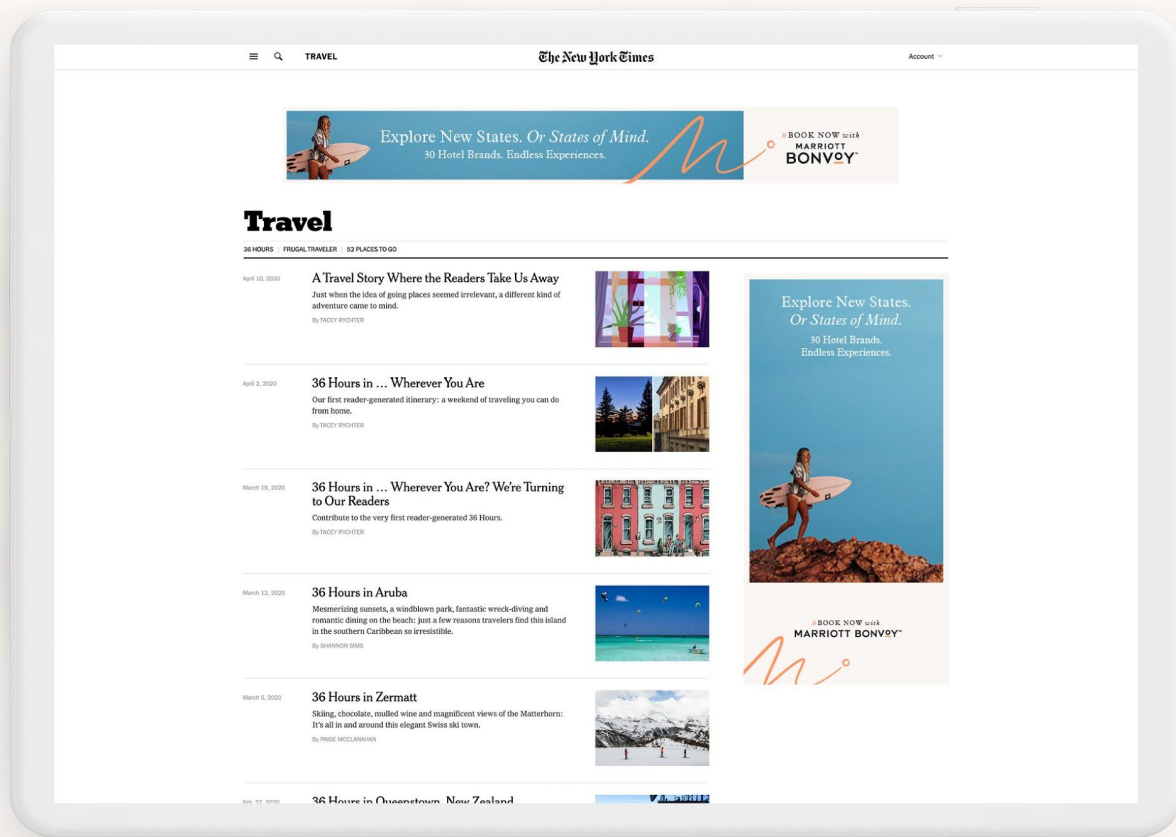 TRAVEL
The New York Times
Account
Explore New States. Or States of Mind.
30 Hotel Brands. Endless Experiences.
BOOK NOW with
MARRIOTT
BONVOY™
Travel
36 HOURS | FRUGAL TRAVELER | 52 PLACES TO GO
April 10, 2020
A Travel Story Where the Readers Take Us Away
Just when the idea of going places seemed irrelevant, a different kind of
adventure came to mind.
By TACEY RYCHTER
April 2, 2020
36 Hours in … Wherever You Are
Our first reader-generated itinerary: a weekend of traveling you can do
from home.
By TACEY RYCHTER
March 19, 2020
36 Hours in … Wherever You Are? We’re Turning
to Our Readers
Contribute to the very first reader-generated 36 Hours.
By TACEY RYCHTER
March 12, 2020
36 Hours in Aruba
Mesmerizing sunsets, a windblown park, fantastic wreck-diving and
romantic dining on the beach: just a few reasons travelers find this island
in the southern Caribbean so irresistible.
By SHANNON SIMS
March 5, 2020
36 Hours in Zermatt
Skiing, chocolate, mulled wine and magnificent views of the Matterhorn:
It’s all in and around this elegant Swiss ski town.
By PAIGE MCCLANAHAN
Feb. 27, 2020
36 Hours in Queenstown, New Zealand
Explore New States.
Or States of Mind.
30 Hotel Brands.
Endless Experiences.
BOOK NOW with
MARRIOTT BONVOY™